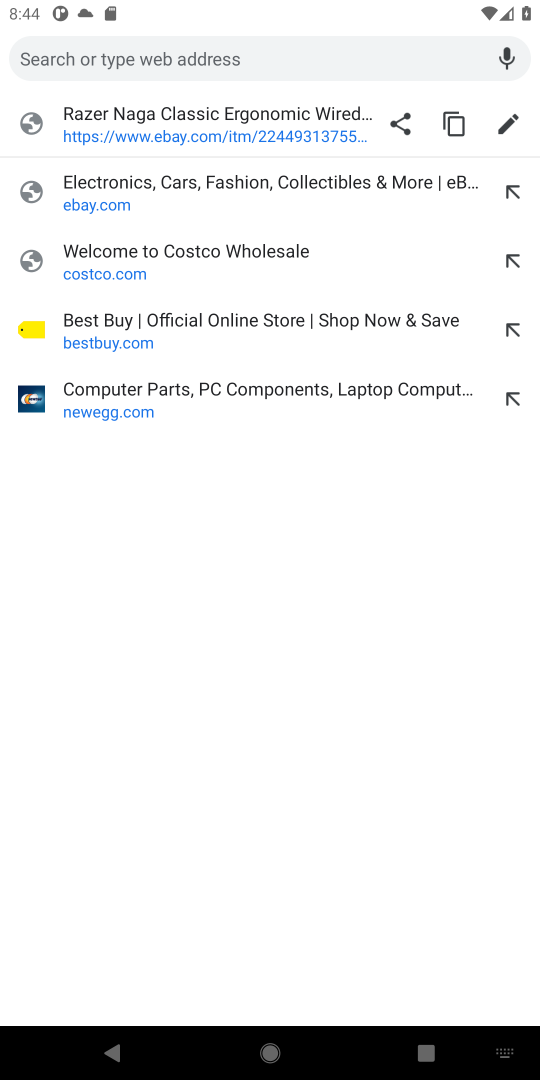 8:44
Search or type web address
Razer Naga Classic Ergonomic Wired...
https://www.ebay.com/itm/22449313755...
Electronics, Cars, Fashion, Collectibles & More | eB...
ebay.com
Welcome to Costco Wholesale
costco.com
Best Buy | Official Online Store | Shop Now & Save
bestbuy.com
Computer Parts, PC Components, Laptop Comput...
newegg.com